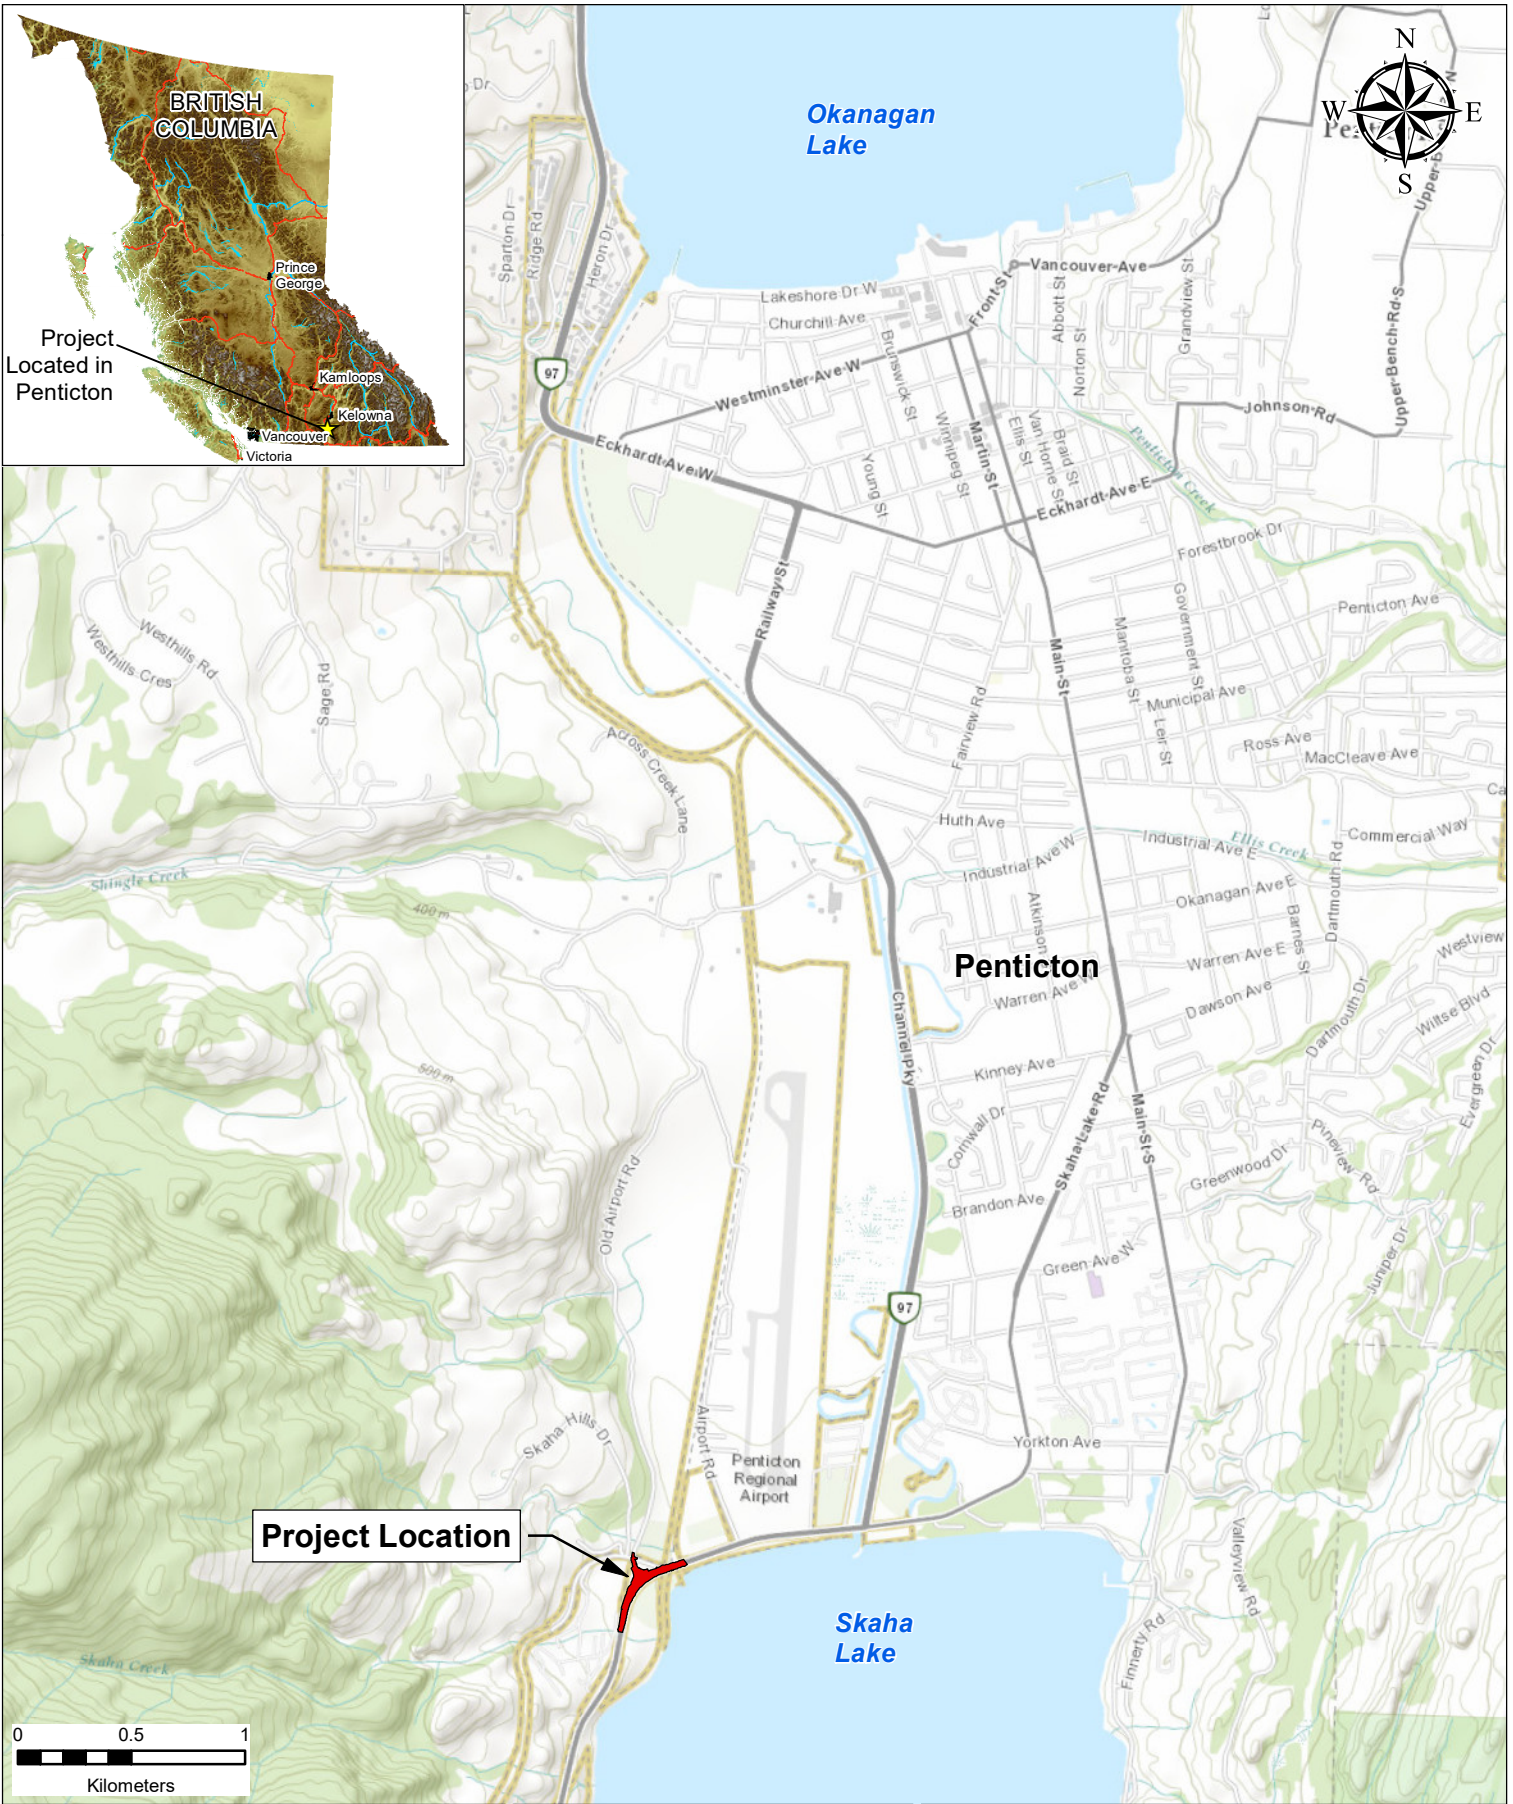 BRITISH
COLUMBIA
Prince
George
Project
Located in
Penticton
Kamloops
Kelowna
Vancouver
Victoria
Okanagan
Lake
N
W
E
S
Sparton Dr
Ridge Rd
Heron Dr
97
Lakeshore Dr W
Churchill Ave
Front St
Vancouver Ave
Abbott St
Norton St
Grandview St
Upper Bench Rd S
Westminster Ave W
Brunswick St
Winnipeg St
Martin St
Ellis St
Van Horne St
Braid St
Johnson Rd
Penticton Creek
Eckhardt Ave W
Young St
Eckhardt Ave E
Forestbrook Dr
Railway St
Government St
Manitoba St
Penticton Ave
Westhills Rd
Westhills Cres
Sage Rd
Main St
Municipal Ave
Fairview Rd
Leir St
Ross Ave
MacCleave Ave
Across Creek Lane
Huth Ave
Industrial Ave W
Industrial Ave E
Ellis Creek
Commercial Way
Dartmouth Rd
Shingle Creek
400 m
Okanagan Ave E
Atkinson
Barnes St
Penticton
Warren Ave E
Westview
Warren Ave W
Dawson Ave
Dartmouth Dr
Wiltse Blvd
Channel Pky
500 m
Kinney Ave
Evergreen Dr
Cornwall Dr
Skaha Lake Rd
Main St S
Pineview Rd
Greenwood Dr
Old Airport Rd
Brandon Ave
Green Ave W
Juniper Dr
97
Skaha Hills Dr
Airport Rd
Yorkton Ave
Penticton
Regional
Airport
Project Location
Valleyview Rd
Skaha
Lake
Finnerty Rd
Skaha Creek
0
0.5
1
Kilometers